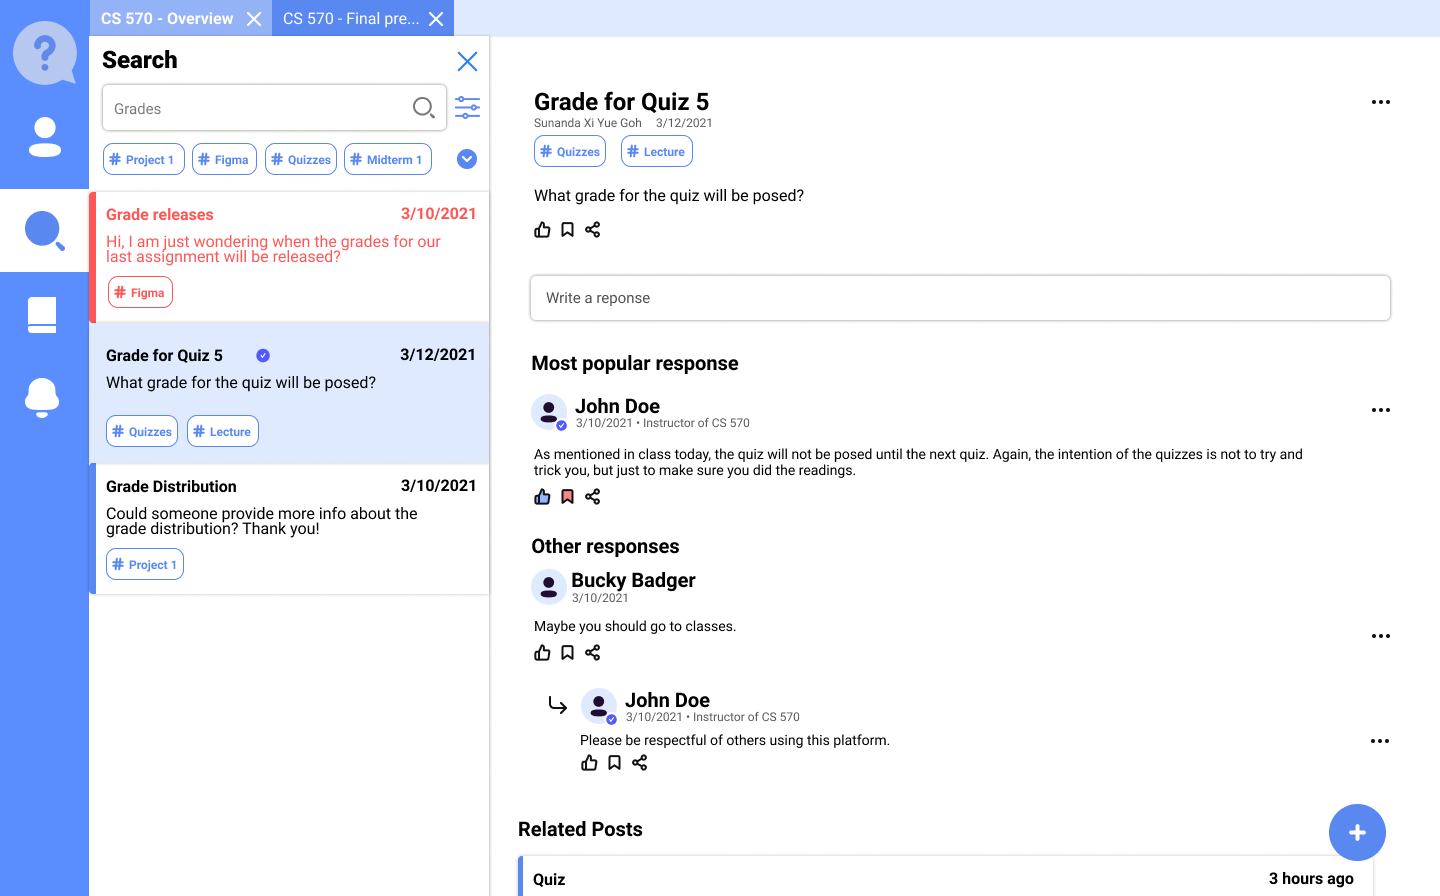 CS 570 - Overview
CS 570 - Final pre...
?
Search
Grades
# Project 1
# Figma
# Quizzes
# Midterm 1
Grade releases
3/10/2021
Hi, I am just wondering when the grades for our
last assignment will be released?
# Figma
Grade for Quiz 5
3/12/2021
What grade for the quiz will be posed?
# Quizzes
# Lecture
Grade Distribution
3/10/2021
Could someone provide more info about the
grade distribution? Thank you!
# Project 1
Grade for Quiz 5
Sunanda Xi Yue Goh 3/12/2021
# Quizzes
# Lecture
What grade for the quiz will be posed?
Write a reponse
Most popular response
John Doe
3/10/2021 • Instructor of CS 570
As mentioned in class today, the quiz will not be posed until the next quiz. Again, the intention of the quizzes is not to try and
trick you, but just to make sure you did the readings.
Other responses
Bucky Badger
3/10/2021
Maybe you should go to classes.
John Doe
3/10/2021 • Instructor of CS 570
Please be respectful of others using this platform.
Related Posts
Quiz
3 hours ago